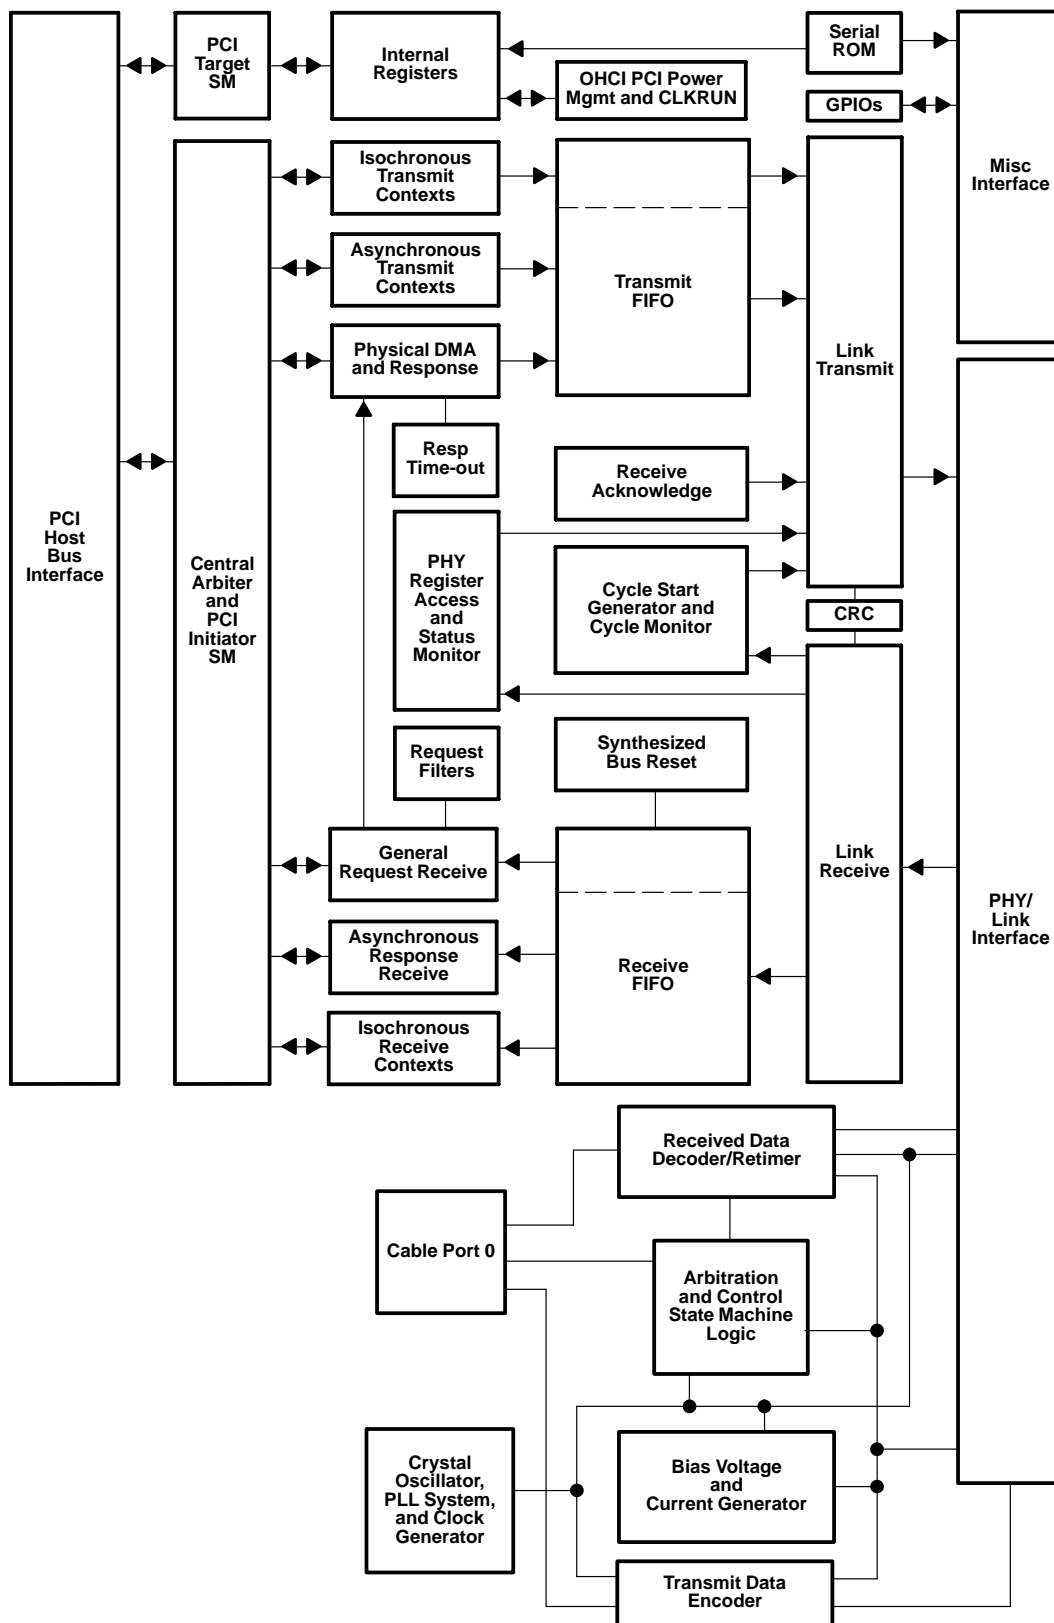 PCI
Target
SM
Internal
Registers
Serial
ROM
OHCI PCI Power
Mgmt and CLKRUN
GPIOs
Misc
Interface
Isochronous
Transmit
Contexts
Asynchronous
Transmit
Contexts
Transmit
FIFO
Physical DMA
and Response
Link
Transmit
Resp
Time-out
Receive
Acknowledge
PCI
Host
Bus
Interface
Central
Arbiter
and
PCI
Initiator
SM
PHY
Register
Access
and
Status
Monitor
Cycle Start
Generator and
Cycle Monitor
CRC
Request
Filters
Synthesized
Bus Reset
General
Request Receive
Link
Receive
PHY/
Link
Interface
Asynchronous
Response
Receive
Receive
FIFO
Isochronous
Receive
Contexts
Received Data
Decoder/Retimer
Cable Port 0
Arbitration
and Control
State Machine
Logic
Crystal
Oscillator,
PLL System,
and Clock
Generator
Bias Voltage
and
Current Generator
Transmit Data
Encoder